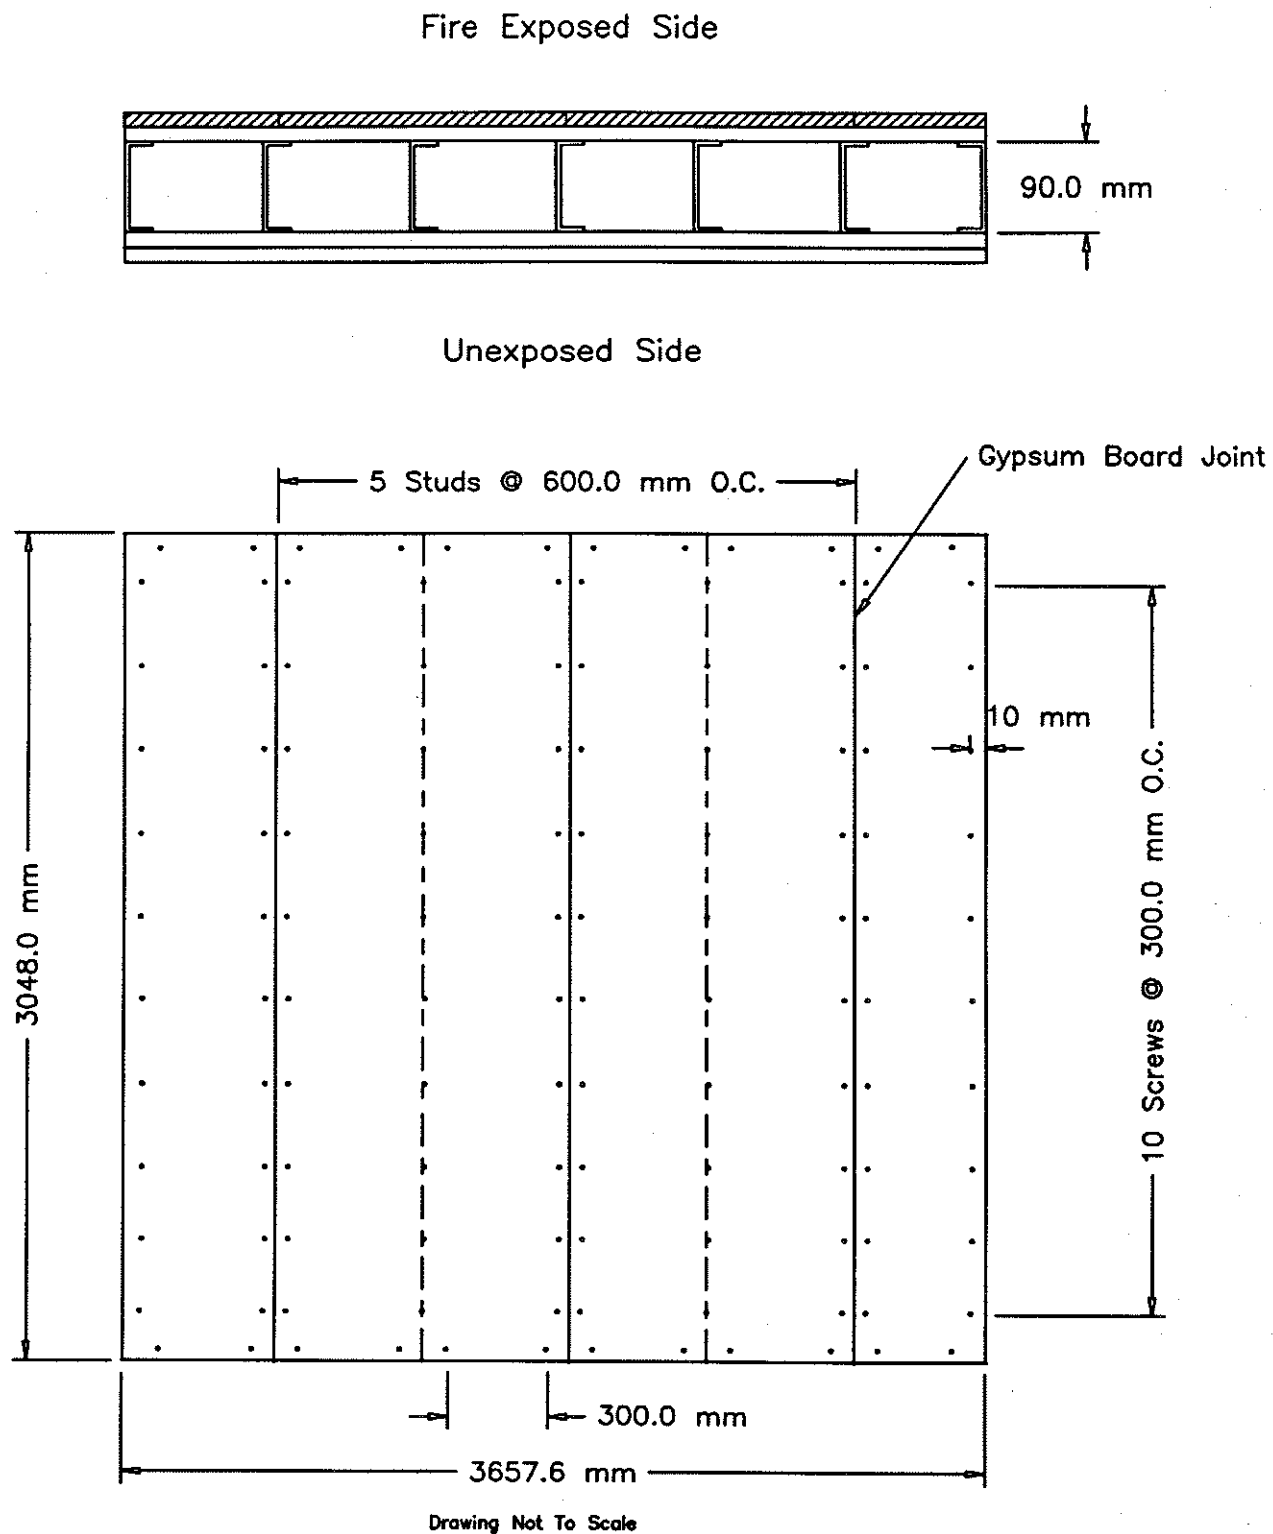 Fire Exposed Side
90.0 mm
Unexposed Side
Gypsum Board Joint
5 Studs @ 600.0 mm O.C.
10 mm
3048.0 mm
10 Screws @ 300.0 mm O.C.
300.0 mm
3657.6 mm
Drawing Not To Scale